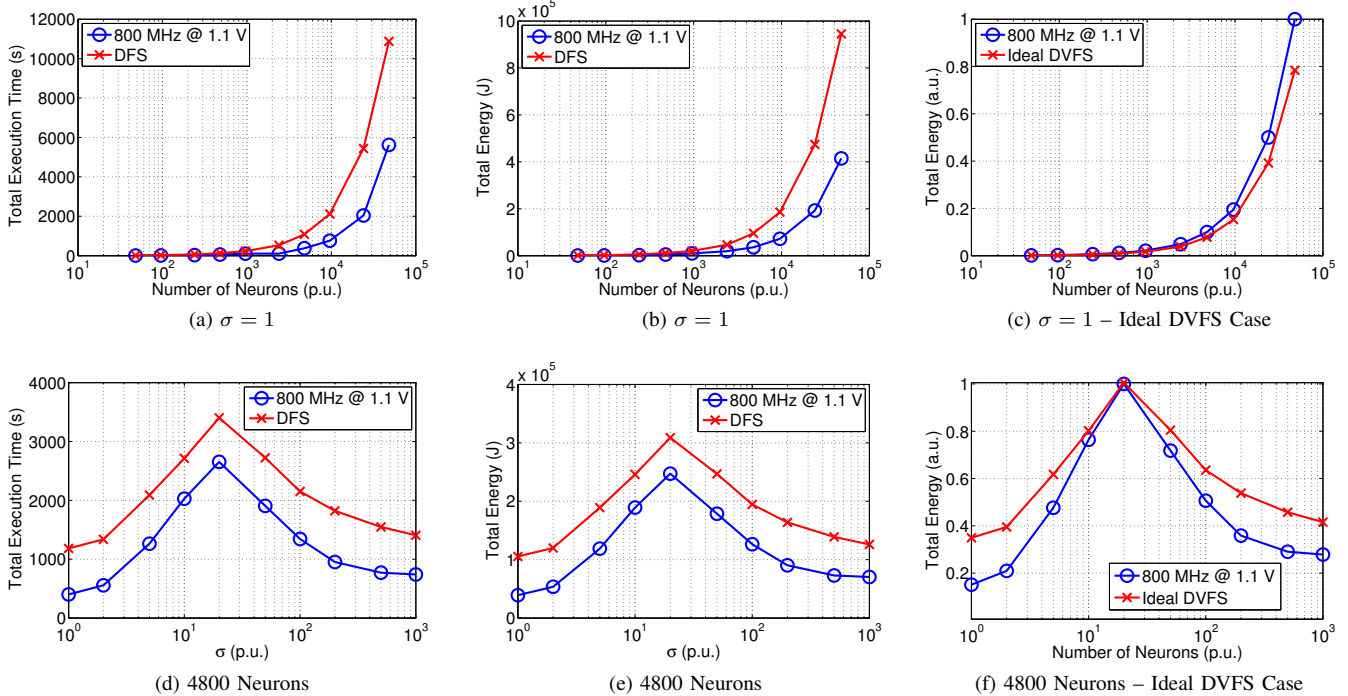 12000
10000
8000
6000
4000
2000
0
10^1
10^2
10^3
10^4
10^5
Total Execution Time (s)
Number of Neurons (p.u.)
800 MHz @ 1.1 V
DFS
(a) σ = 1
x 10^5
10
8
6
4
2
0
10^1
10^2
10^3
10^4
10^5
Total Energy (J)
Number of Neurons (p.u.)
800 MHz @ 1.1 V
DFS
(b) σ = 1
1
0.8
0.6
0.4
0.2
0
10^1
10^2
10^3
10^4
10^5
Total Energy (a.u.)
Number of Neurons (p.u.)
800 MHz @ 1.1 V
Ideal DVFS
(c) σ = 1 – Ideal DVFS Case
4000
3000
2000
1000
0
10^0
10^1
10^2
10^3
Total Execution Time (s)
σ (p.u.)
800 MHz @ 1.1 V
DFS
(d) 4800 Neurons
x 10^5
4
3
2
1
0
10^0
10^1
10^2
10^3
Total Energy (J)
σ (p.u.)
800 MHz @ 1.1 V
DFS
(e) 4800 Neurons
1
0.8
0.6
0.4
0.2
10^0
10^1
10^2
10^3
Total Energy (a.u.)
Number of Neurons (p.u.)
800 MHz @ 1.1 V
Ideal DVFS
(f) 4800 Neurons – Ideal DVFS Case